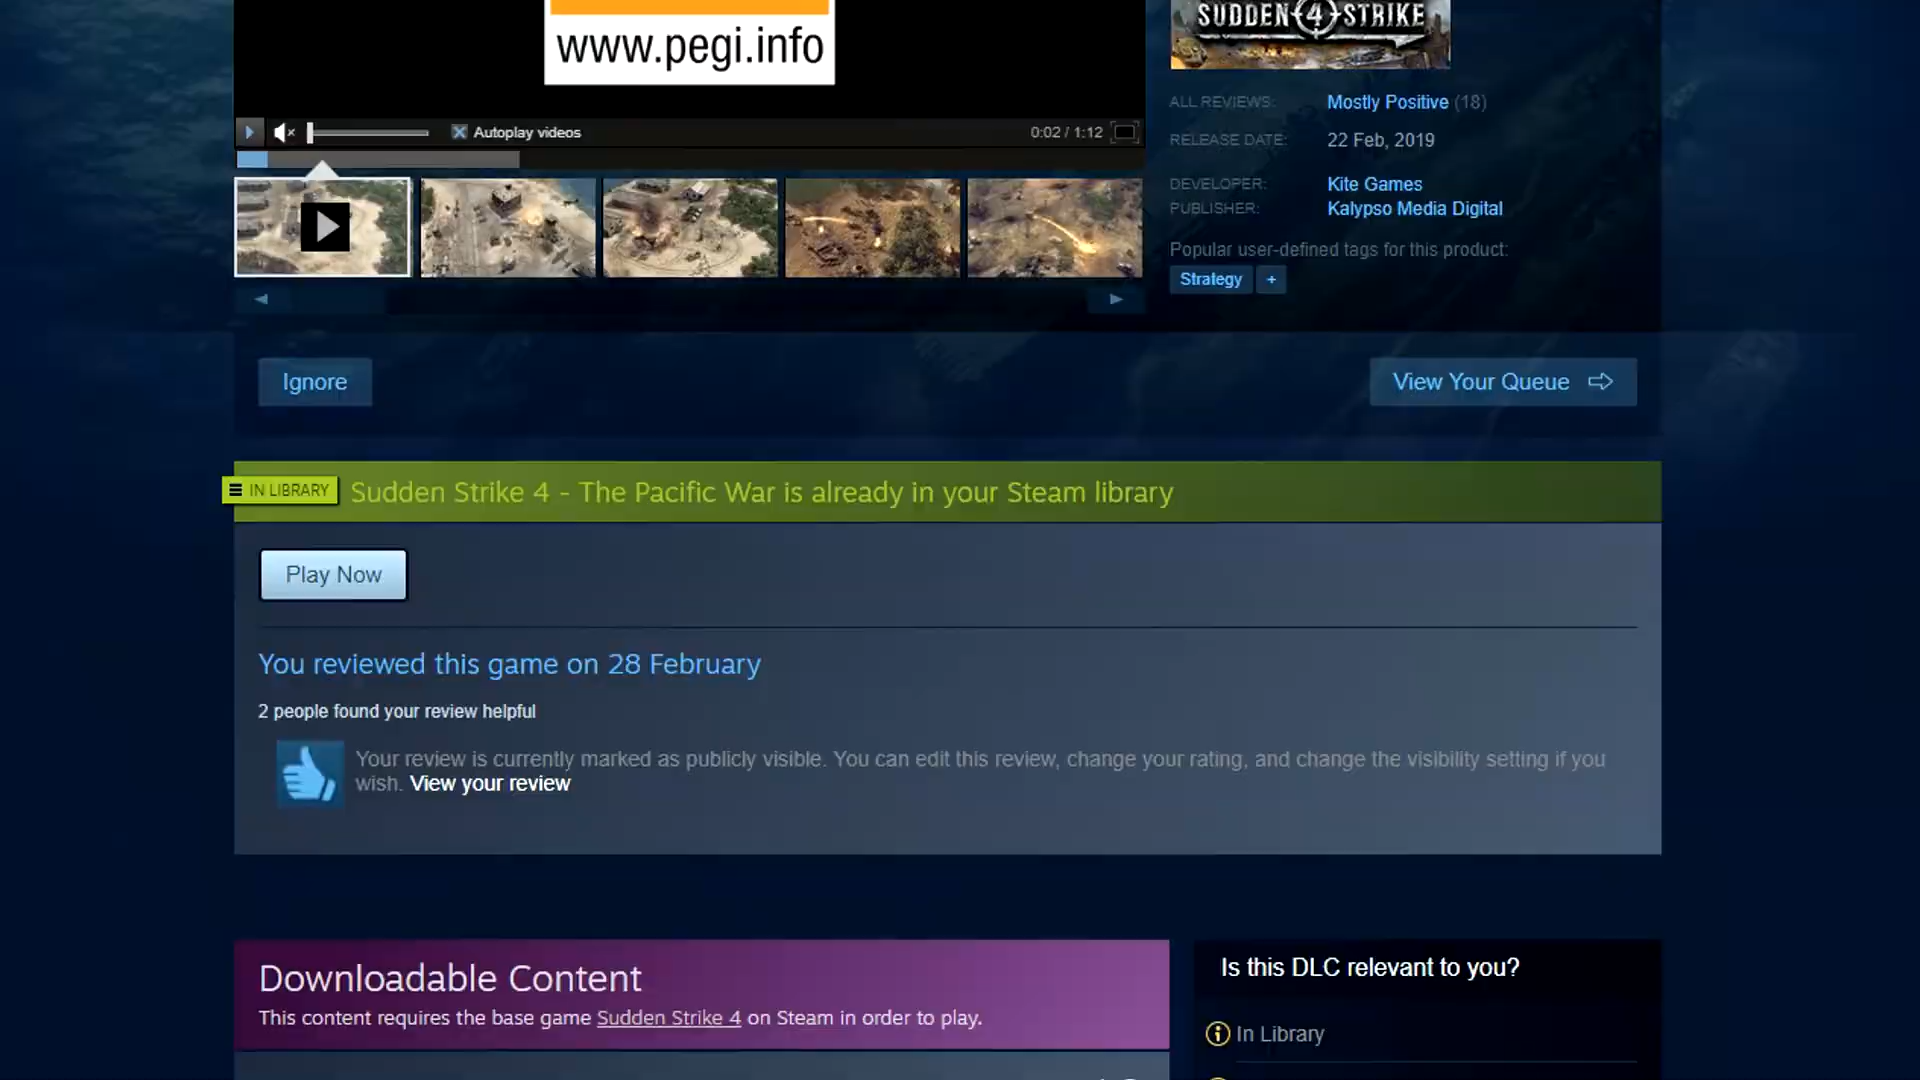 www.pegi.info
SUDDEN 4 STRIKE
Autoplay videos
0:02 / 1:12
ALL REVIEWS: Mostly Positive (18)
RELEASE DATE: 22 Feb, 2019
DEVELOPER: Kite Games
PUBLISHER: Kalypso Media Digital
Popular user-defined tags for this product:
Strategy +
Ignore
View Your Queue
IN LIBRARY
Sudden Strike 4 - The Pacific War is already in your Steam library
Play Now
You reviewed this game on 28 February
2 people found your review helpful
Your review is currently marked as publicly visible. You can edit this review, change your rating, and change the visibility setting if you
wish. View your review
Downloadable Content
This content requires the base game Sudden Strike 4 on Steam in order to play.
Is this DLC relevant to you?
In Library